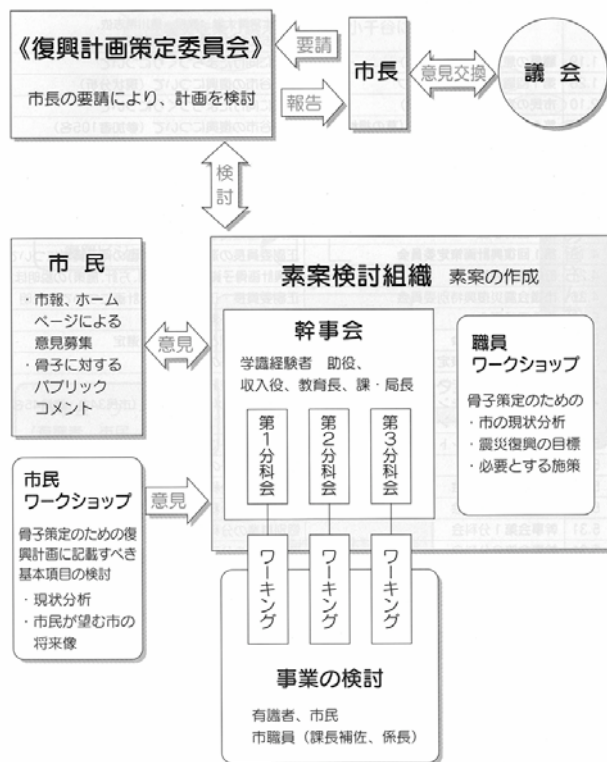 《復興計画策定委員会》
市長の要請により、計画を検討
要請
報告
市長
意見交換
議会
検討
市民
・市報、ホーム
ページによる
意見募集
・骨子に対する
パブリック
コメント
意見
素案検討組織 素案の作成
幹事会
学識経験者 助役、
収入役、教育長、課・局長
第1分科会
第2分科会
第3分科会
職員
ワークショップ
骨子策定のための
・市の現状分析
・震災復興の目標
・必要とする施策
市民
ワークショップ
骨子策定のための復
興計画に記載すべき
基本項目の検討
・現状分析
・市民が望む市の
将来像
意見
ワーキング
ワーキング
ワーキング
事業の検討
有識者、市民
市職員（課長補佐、係長）